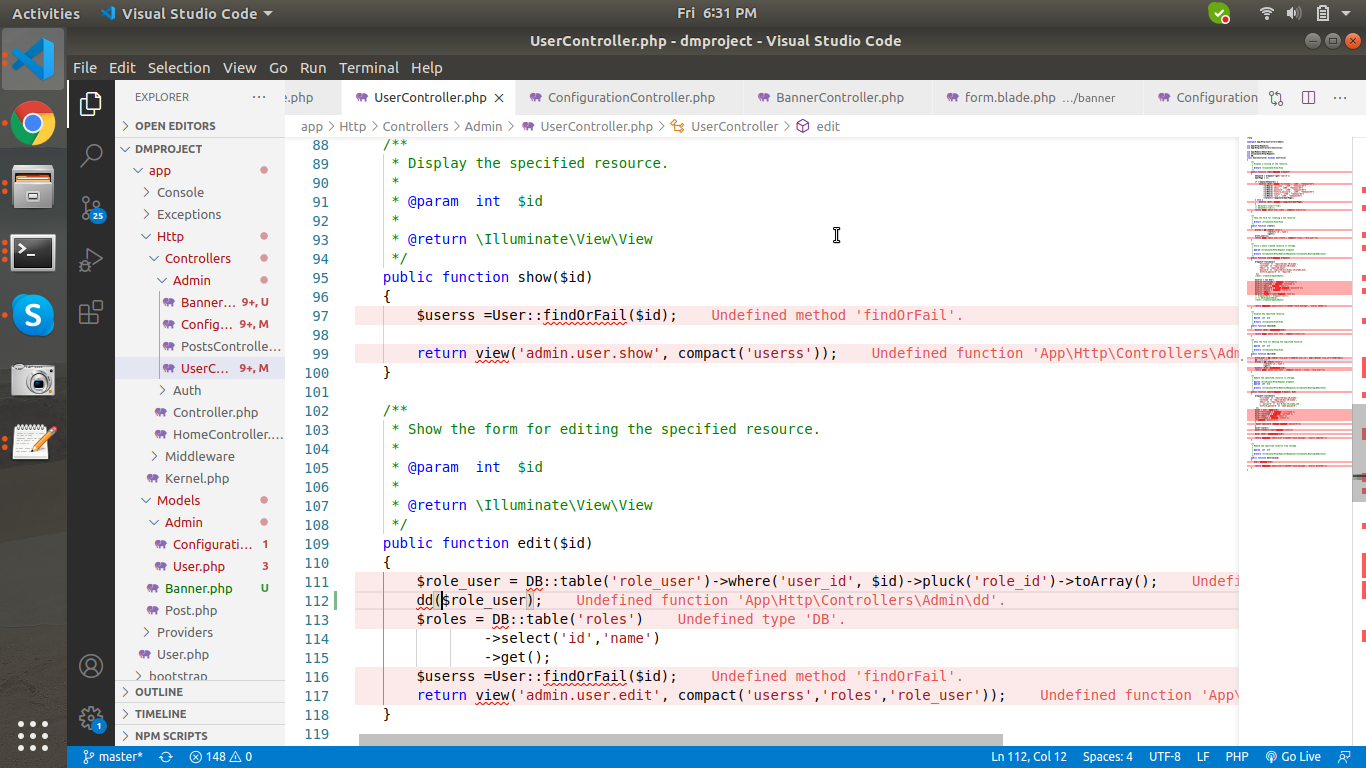 Activities
Visual Studio Code
Fri 6:31 PM
UserController.php - dmproject - Visual Studio Code
File Edit Selection View Go Run Terminal Help
EXPLORER ···
e.php
UserController.php
ConfigurationController.php
BannerController.php
form.blade.php .../banner
Configuration
app > Http > Controllers > Admin > UserController.php > UserController > edit
OPEN EDITORS
DMPROJECT
app
Console
Exceptions
Http
Controllers
Admin
Banner... 9+, U
Config... 9+, M
PostsControlle...
UserC... 9+, M
Auth
Controller.php
HomeController....
Middleware
Kernel.php
Models
Admin
Configurati... 1
User.php 3
Banner.php U
Post.php
Providers
User.php
bootstrap
OUTLINE
TIMELINE
NPM SCRIPTS
25
1
88 /**
89 * Display the specified resource.
90 *
91 * @param  int  $id
92 *
93 * @return \Illuminate\View\View
94 */
95 public function show($id)
96 {
97 $userss =User::findOrFail($id); Undefined method 'findOrFail'.
98
99 return view('admin.user.show', compact('userss')); Undefined function 'App\Http\Controllers\Adm
100 }
101
102 /**
103 * Show the form for editing the specified resource.
104 *
105 * @param  int  $id
106 *
107 * @return \Illuminate\View\View
108 */
109 public function edit($id)
110 {
111 $role_user = DB::table('role_user')->where('user_id', $id)->pluck('role_id')->toArray(); Undefi
112 dd($role_user); Undefined function 'App\Http\Controllers\Admin\dd'.
113 $roles = DB::table('roles') Undefined type 'DB'.
114 ->select('id','name')
115 ->get();
116 $userss =User::findOrFail($id); Undefined method 'findOrFail'.
117 return view('admin.user.edit', compact('userss','roles','role_user')); Undefined function 'App\
118 }
119
master* 148 0 Ln 112, Col 12 Spaces: 4 UTF-8 LF PHP Go Live